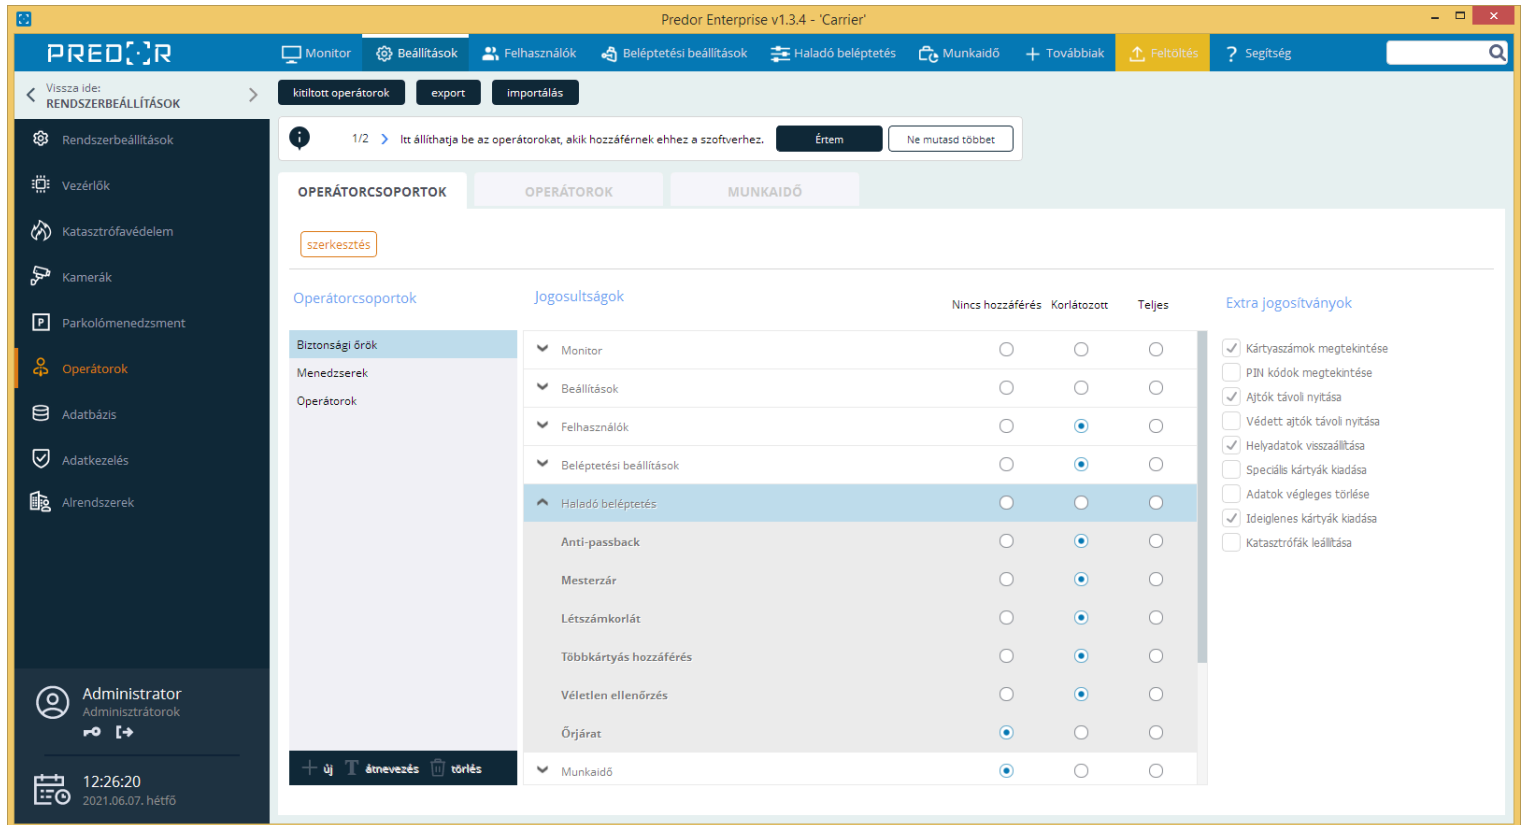 Predor Enterprise v1.3.4 - 'Carrier'
PREDOR
Monitor
Beállítások
Felhasználók
Beléptetési beállítások
Haladó beléptetés
Munkaidő
Továbbiak
Feltöltés
? Segítség
Vissza ide:
RENDSZERBEÁLLÍTÁSOK
kitiltott operátorok
export
importálás
1/2 > Itt állíthatja be az operátorokat, akik hozzáférnek ehhez a szoftverhez.
Értem
Ne mutasd többet
Rendszerbeállítások
Vezérlők
Katasztrófavédelem
Kamerák
P Parkolómenedzsment
Operátorok
Adatbázis
Adatkezelés
Alrendszerek
Administrator
Adminisztrátorok
12:26:20
2021.06.07. hétfő
OPERÁTORCSOPORTOK
OPERÁTOROK
MUNKAIDŐ
szerkesztés
Operátorcsoportok
Biztonsági őrök
Menedzserek
Operátorok
új
T átnevezés
törlés
Jogosultságok
Nincs hozzáférés
Korlátozott
Teljes
Monitor
Beállítások
Felhasználók
Beléptetési beállítások
Haladó beléptetés
Anti-passback
Mesterzár
Létszámkorlát
Többkártyás hozzáférés
Véletlen ellenőrzés
Őrjárat
Munkaidő
Extra jogosítványok
Kártyaszámok megtekintése
PIN kódok megtekintése
Ajtók távoli nyitása
Védett ajtók távoli nyitása
Helyadatok visszaállítása
Speciális kártyák kiadása
Adatok végleges törlése
Ideiglenes kártyák kiadása
Katasztrófák leállítása